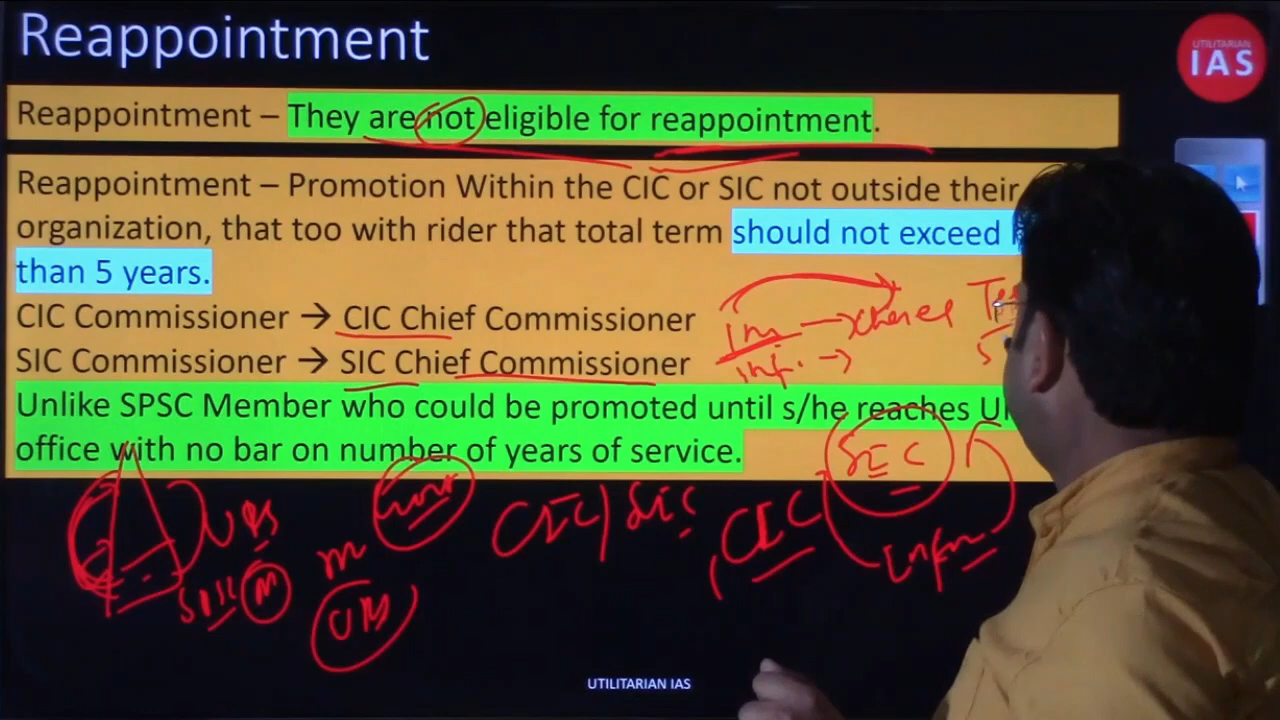 Reappointment
UTILITARIAN
IAS
Reappointment – They are not eligible for reappointment.
Reappointment – Promotion Within the CIC or SIC not outside their
organization, that too with rider that total term should not exceed
than 5 years.
CIC Commissioner → CIC Chief Commissioner
SIC Commissioner → SIC Chief Commissioner
Unlike SPSC Member who could be promoted until s/he reaches
office with no bar on number of years of service.
CIC/SIC
CIC
SEC
UTILITARIAN IAS